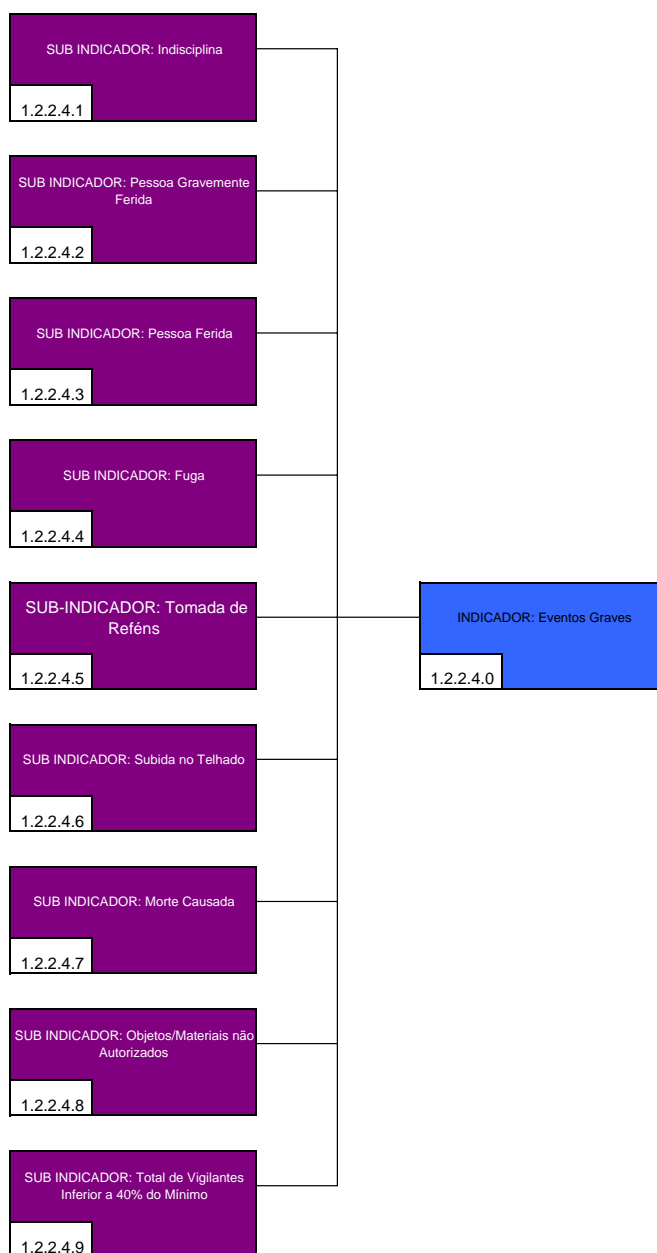 SUB INDICADOR: Indisciplina
1.2.2.4.1
SUB INDICADOR: Pessoa Gravemente
Ferida
1.2.2.4.2
SUB INDICADOR: Pessoa Ferida
1.2.2.4.3
SUB INDICADOR: Fuga
1.2.2.4.4
SUB-INDICADOR: Tomada de
Reféns
1.2.2.4.5
INDICADOR: Eventos Graves
1.2.2.4.0
SUB INDICADOR: Subida no Telhado
1.2.2.4.6
SUB INDICADOR: Morte Causada
1.2.2.4.7
SUB INDICADOR: Objetos/Materiais não
Autorizados
1.2.2.4.8
SUB INDICADOR: Total de Vigilantes
Inferior a 40% do Mínimo
1.2.2.4.9